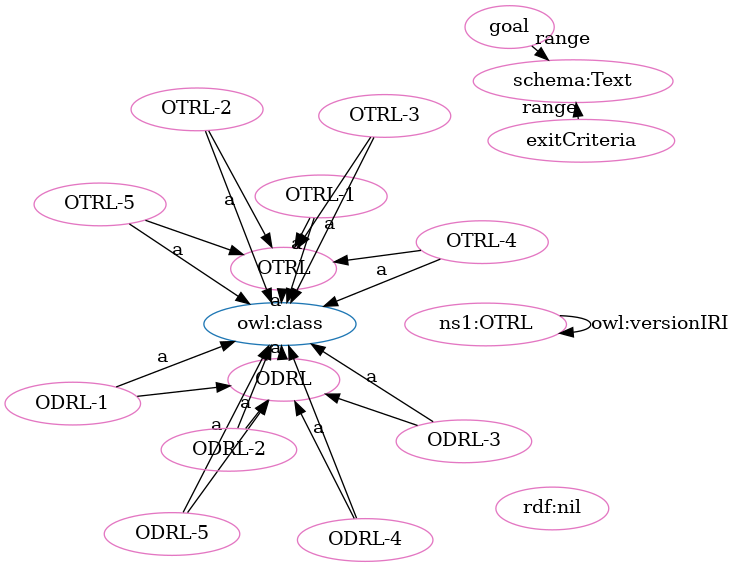 goal
range
schema:Text
range
exitCriteria
OTRL-2
OTRL-3
a
OTRL-5
OTRL-1
a
a
a
OTRL-4
OTRL
a
a
owl:class
ns1:OTRL
owl:versionIRI
a
a
ODRL
a
ODRL-1
a
a
a
ODRL-2
ODRL-3
rdf:nil
ODRL-5
ODRL-4